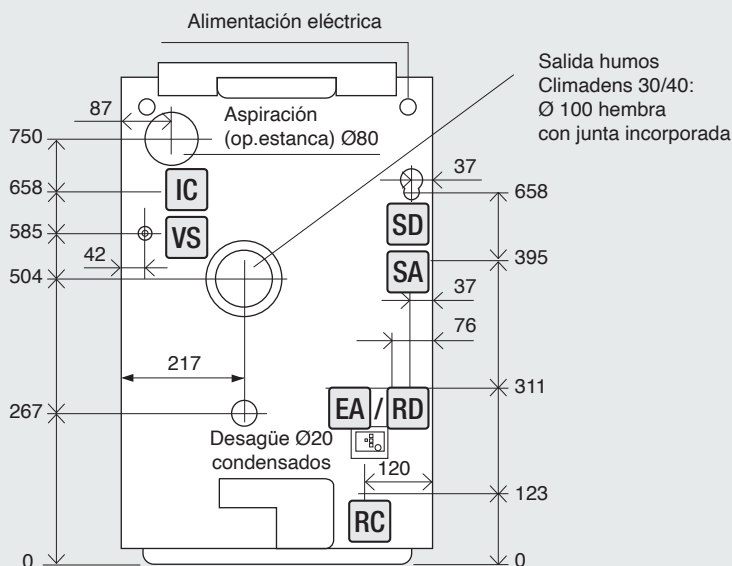 Alimentación eléctrica
Salida humos
Climadens 30/40:
Ø 100 hembra
con junta incorporada
87
Aspiración
(op.estanca) Ø80
750
37
658
IC
658
SD
585
VS
42
SA
395
504
37
76
217
311
267
EA / RD
Desagüe Ø20
condensados
120
123
RC
0
0